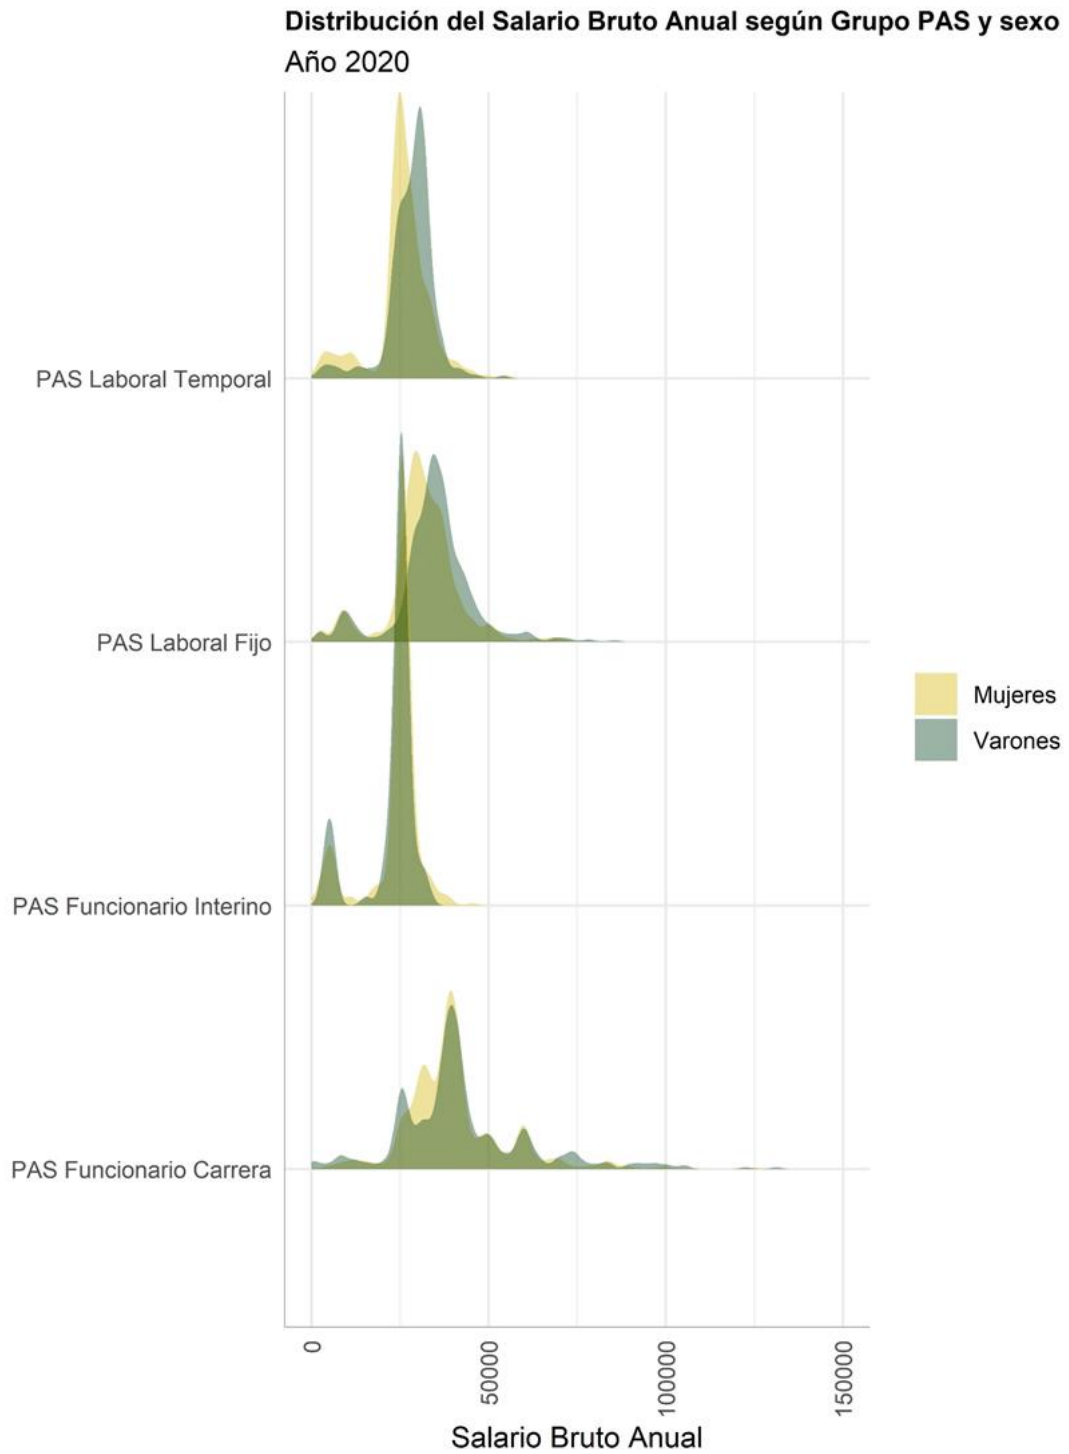 Distribución del Salario Bruto Anual según Grupo PAS y sexo
Año 2020
PAS Laboral Temporal
PAS Laboral Fijo
PAS Funcionario Interino
PAS Funcionario Carrera
Mujeres
Varones
0
50000
100000
150000
Salario Bruto Anual